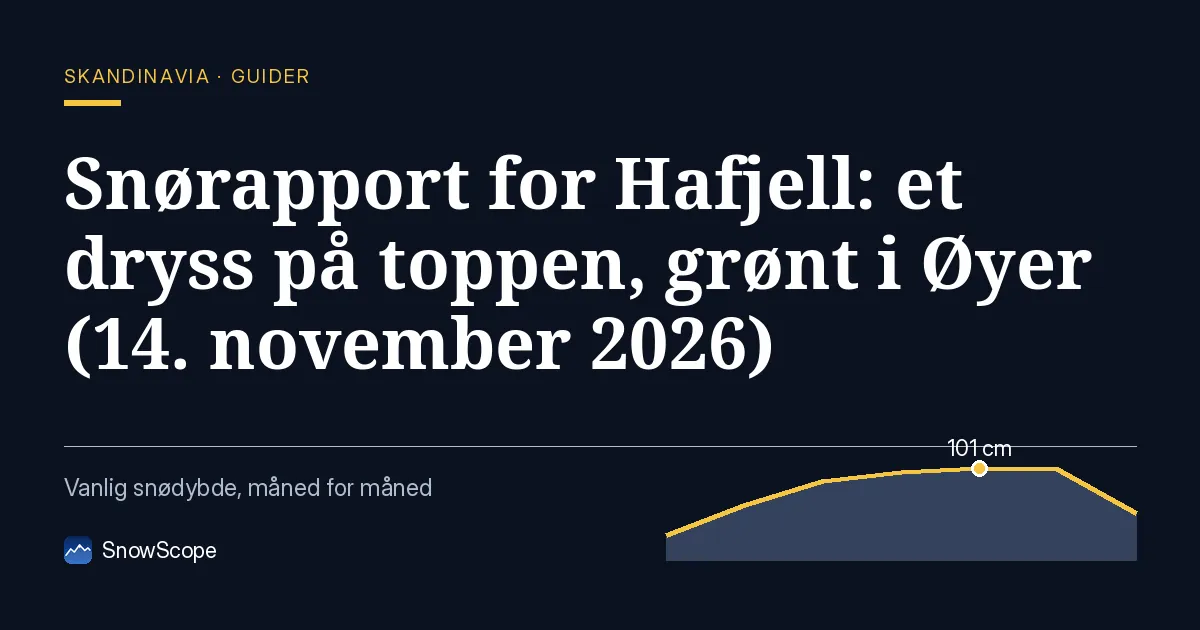 SKANDINAVIA · GUIDER
Snørapport for Hafjell: et
dryss på toppen, grønt i Øyer
(14. november 2026)
101 cm
Vanlig snødybde, måned for måned
SnowScope